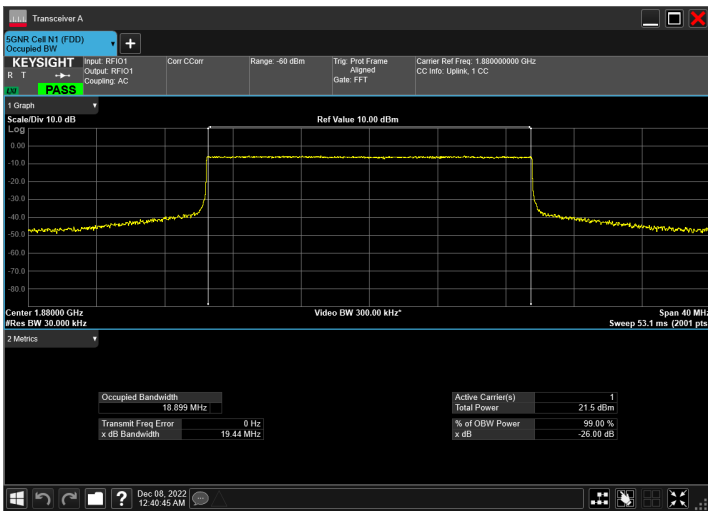 Transceiver A
5GNR Cell N1 (FDD)
Occupied BW
KEYSIGHT
R T
PASS
Input: RFIO1
Output: RFIO1
Coupling: AC
Corr CCorr
Range: -60 dBm
Trig: Prot Frame
Aligned
Gate: FFT
Carrier Ref Freq: 1.880000000 GHz
CC Info: Uplink, 1 CC
1 Graph
Scale/Div 10.0 dB
Ref Value 10.00 dBm
Log
0.00
-10.0
-20.0
-30.0
-40.0
-50.0
-60.0
-70.0
-80.0
Center 1.88000 GHz
Video BW 300.00 kHz*
Span 40 MHz
#Res BW 30.000 kHz
Sweep 53.1 ms (2001 pts)
2 Metrics
Occupied Bandwidth
18.899 MHz
Transmit Freq Error 0 Hz
x dB Bandwidth 19.44 MHz
Active Carrier(s) 1
Total Power 21.5 dBm
% of OBW Power 99.00 %
x dB -26.00 dB
?
Dec 08, 2022
12:40:45 AM